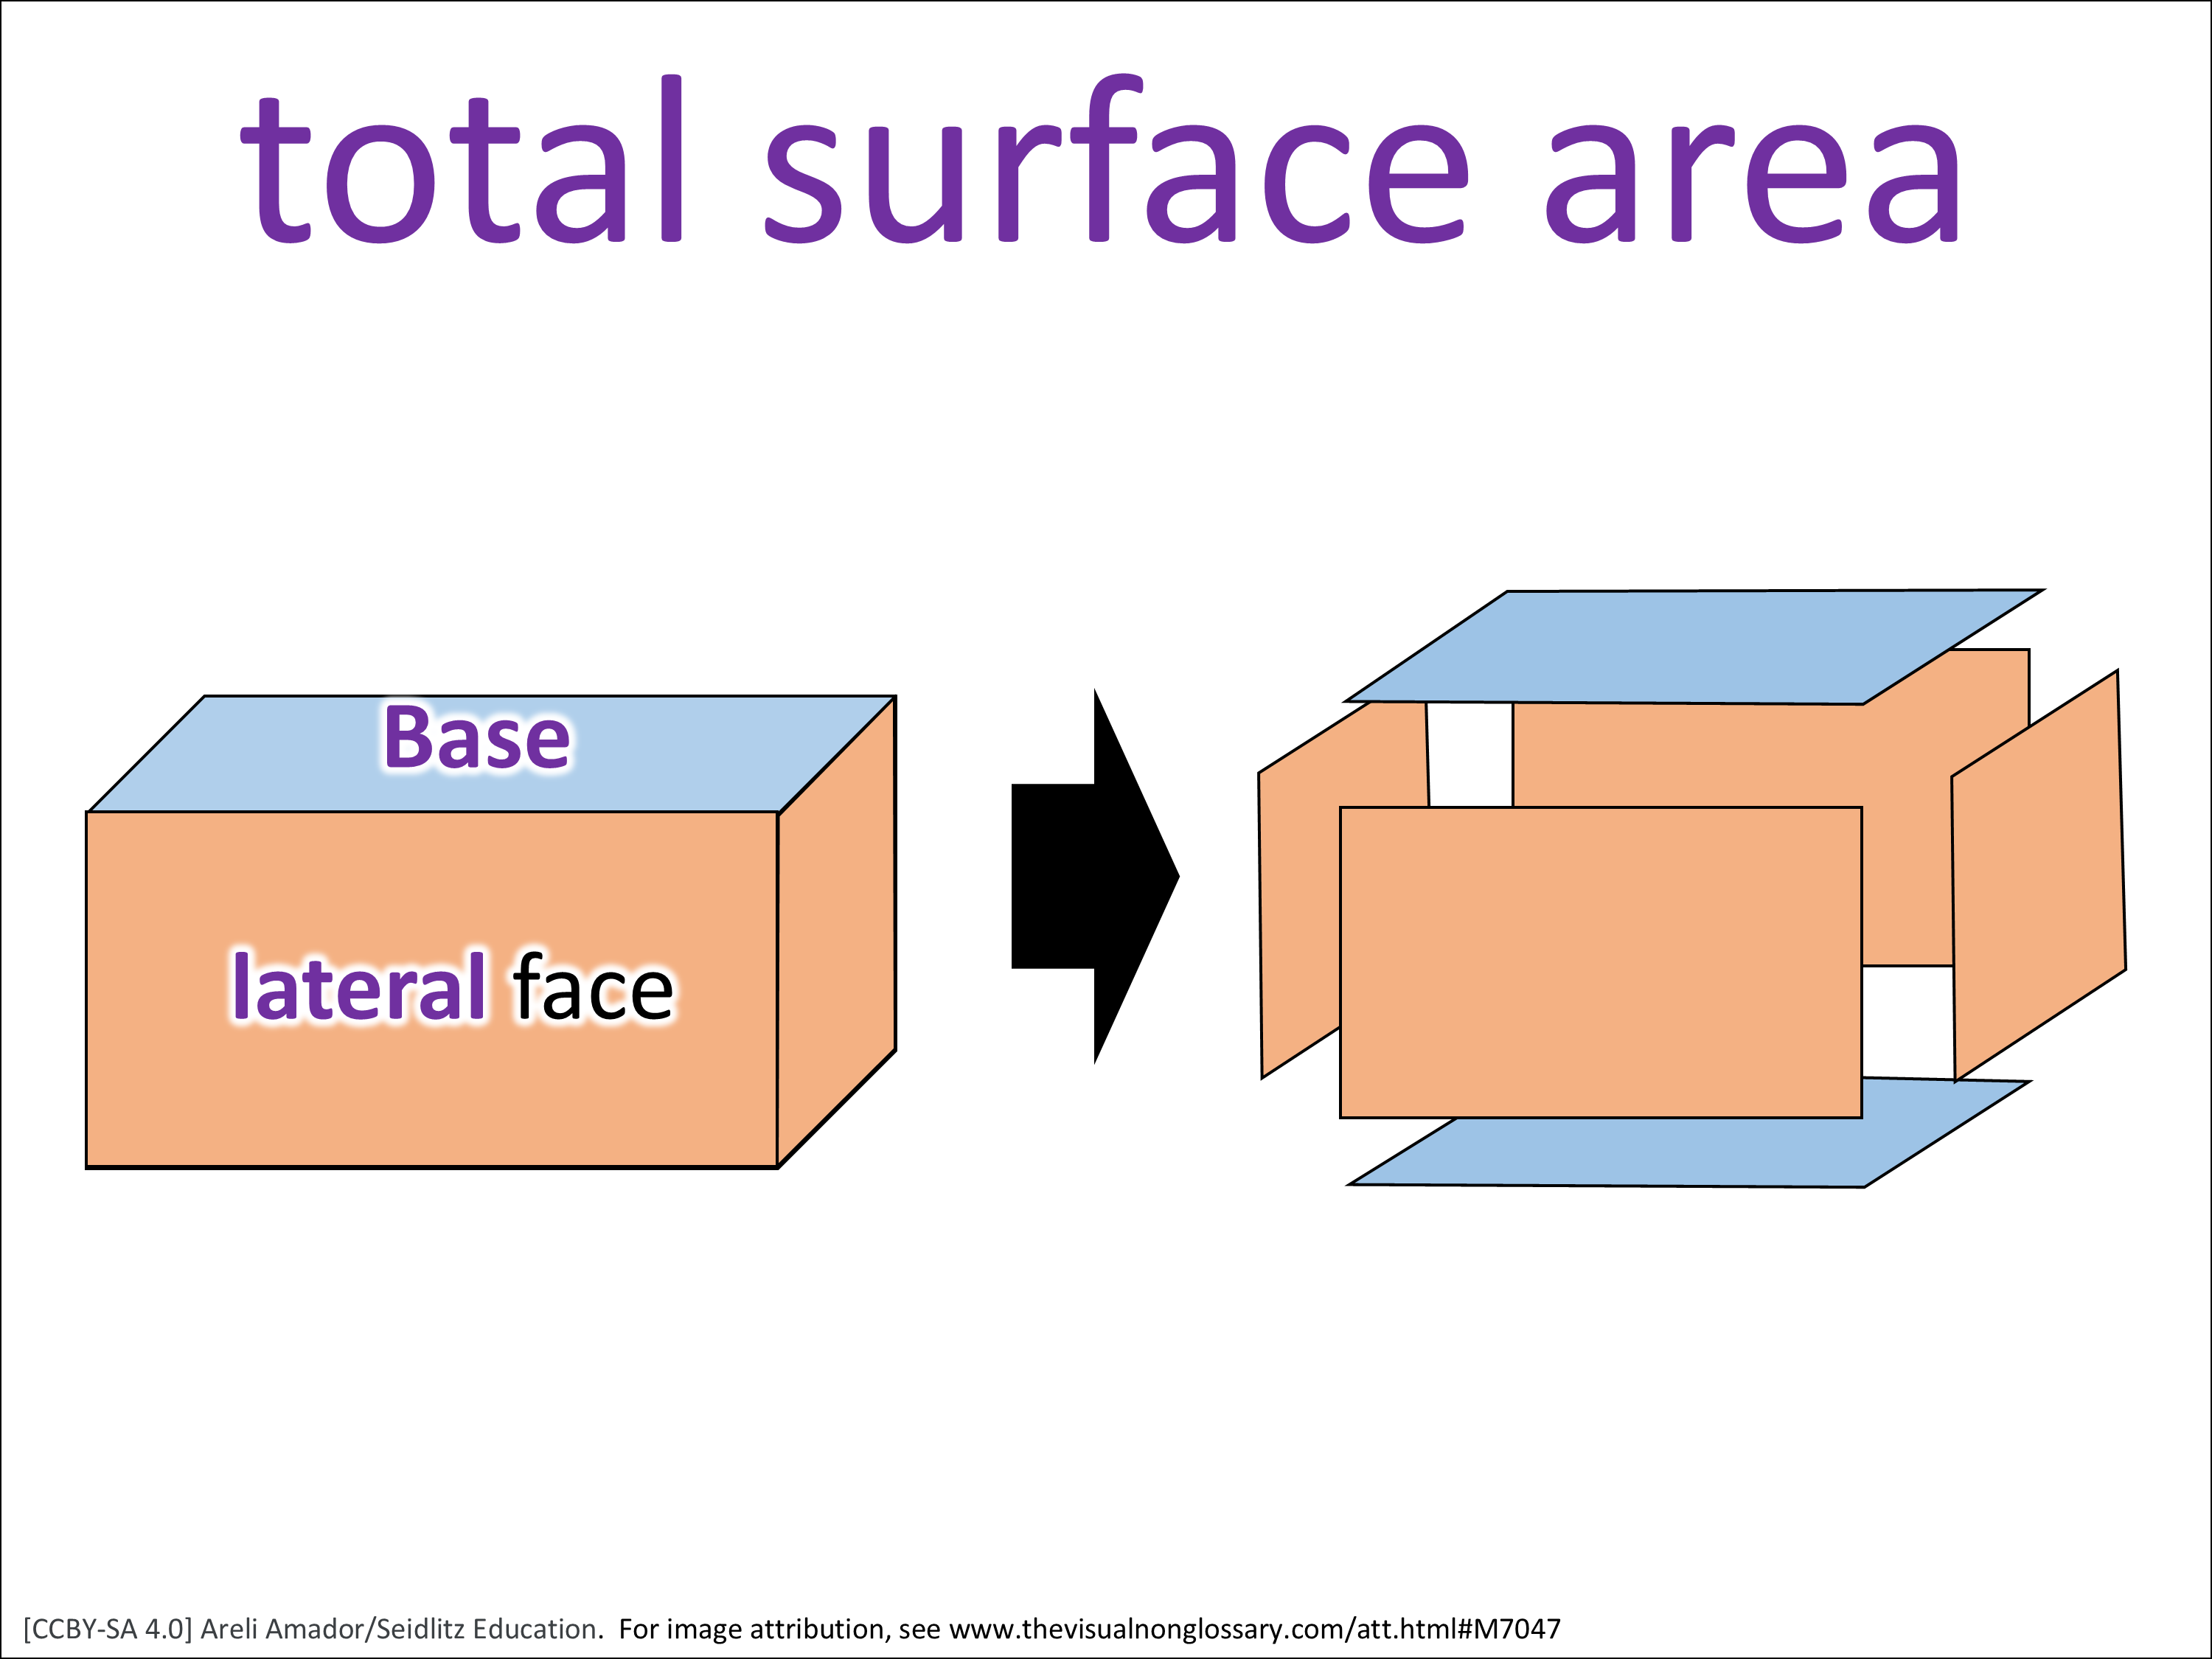 total surface area
Base
lateral face
[CCBY-SA 4.0] Areli Amador/Seidlitz Education.  For image attribution, see www.thevisualnonglossary.com/att.html#M7047